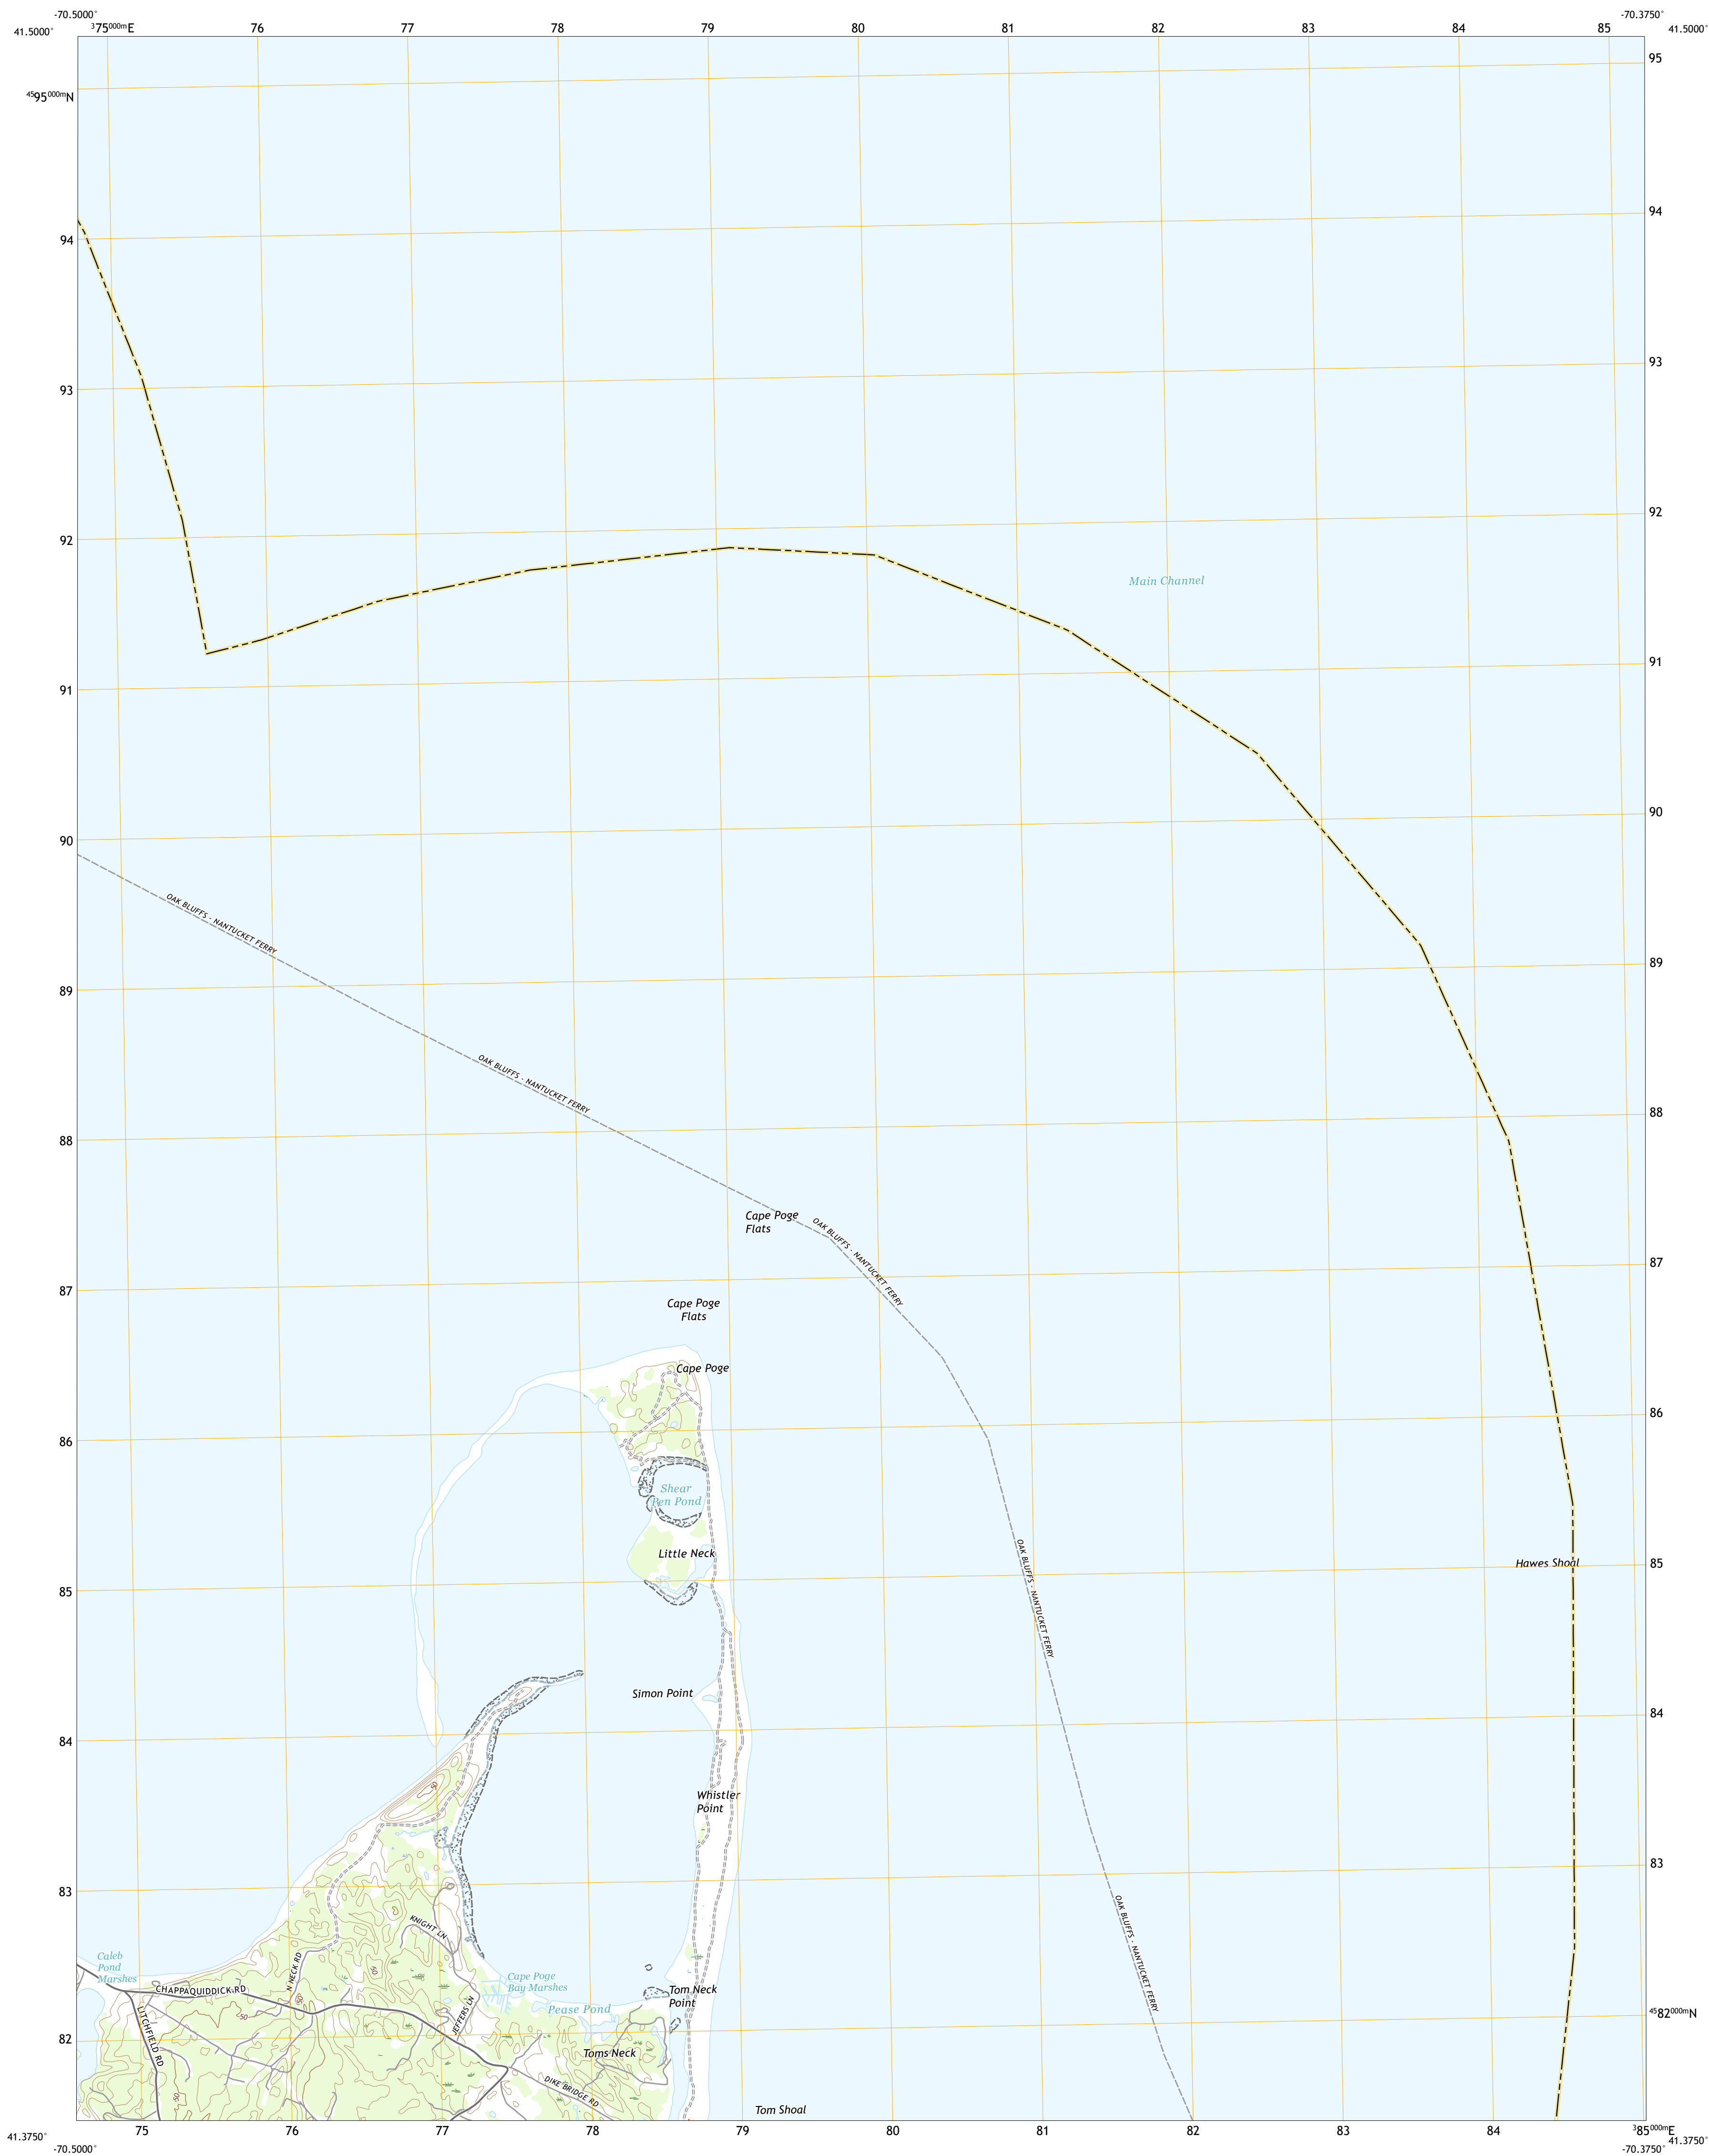 -70.5000°
-70.3750°
41.5000°
³75⁰⁰⁰ᵐE
76
77
78
79
80
81
82
83
84
85
41.5000°
95
⁴⁵95⁰⁰⁰ᵐN
94
94
93
93
92
92
Main Channel
91
91
90
90
OAK BLUFFS - NANTUCKET FERRY
89
89
OAK BLUFFS - NANTUCKET FERRY
88
88
Cape Poge
Flats
OAK BLUFFS - NANTUCKET FERRY
87
87
Cape Poge
Flats
Cape Poge
86
86
Shear
Pen Pond
Little Neck
OAK BLUFFS - NANTUCKET FERRY
Hawes Shoal
85
85
Simon Point
84
84
50
Whistler
Point
83
83
KNIGHT LN
OAK BLUFFS - NANTUCKET FERRY
Caleb
Pond
Marshes
N NECK RD
50
Cape Poge
Bay Marshes
CHAPPAQUIDDICK RD
50
50
Tom Neck
Point
JEFFERS LN
Pease Pond
LITCHFIELD RD
82
⁴⁵82⁰⁰⁰ᵐN
Toms Neck
50
DIKE BRIDGE RD
Tom Shoal
41.3750°
75
76
77
78
79
80
81
82
83
84
³85⁰⁰⁰ᵐE
41.3750°
-70.5000°
-70.3750°